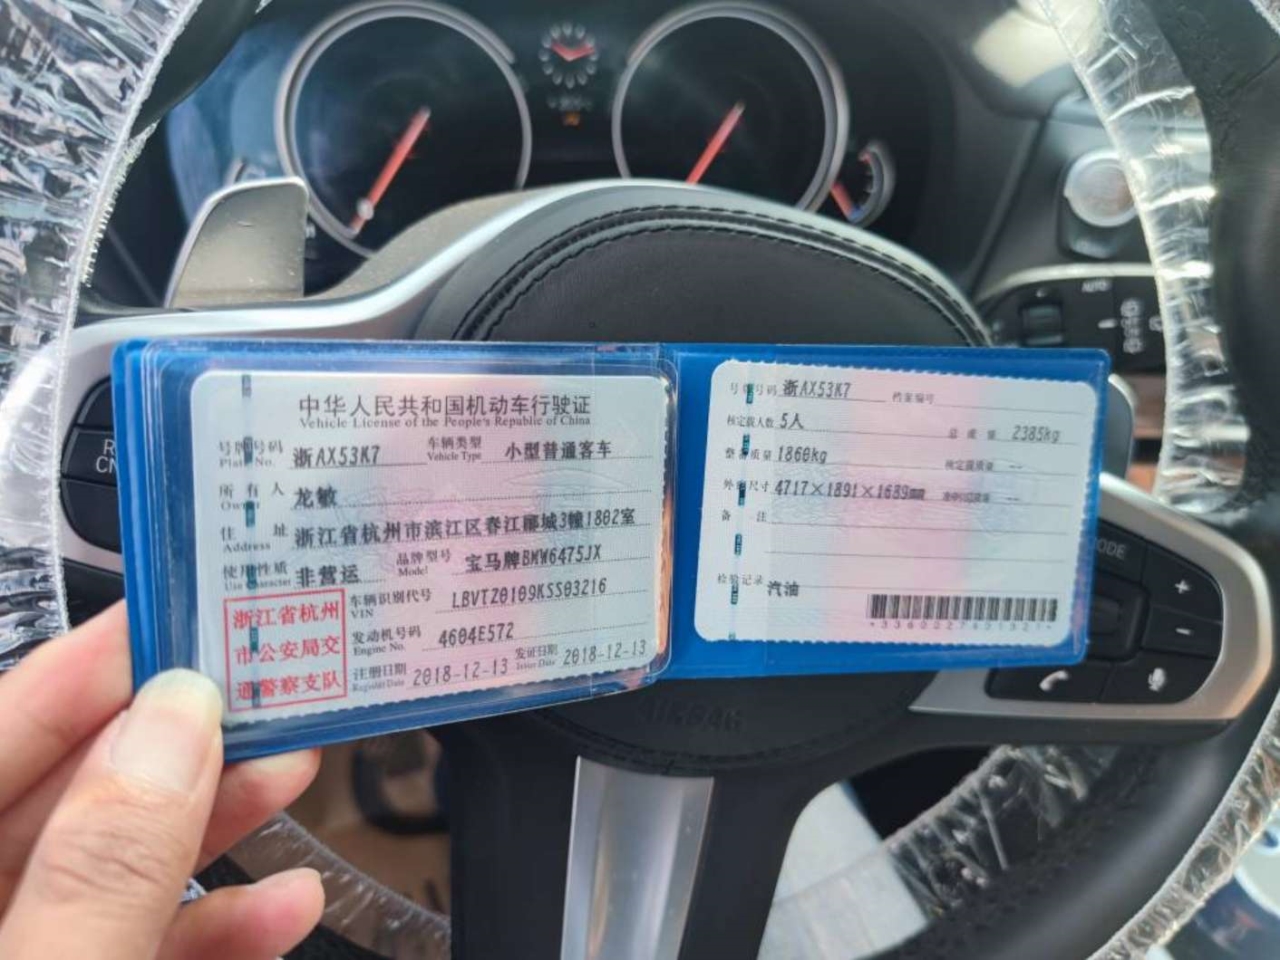 中华人民共和国机动车行驶证
Vehicle License of the People's Republic of China
号牌号码 浙AX53K7 车辆类型 小型普通客车
Plate No. Vehicle Type
所有人 龙敏
Owner
住址 浙江省杭州市滨江区春江郦城3幢1802室
Address
使用性质 非营运 品牌型号 宝马牌BMW6475JX
Use Character Model
浙江省杭州
市公安局交
通警察支队
车辆识别代号 LBVTZ0109KSS03216
VIN
发动机号码 4604E572
Engine No.
注册日期 2018-12-13 发证日期 2018-12-13
Register Date Issue Date
号牌号码 浙AX53K7 档案编号
核定载人数 5人 总质量 2385kg
整备质量 1860kg 核定载质量 --
外廓尺寸 4717×1891×1689mm --
备注
检验记录 汽油
AUTO
MODE
+
-
AIRBAG